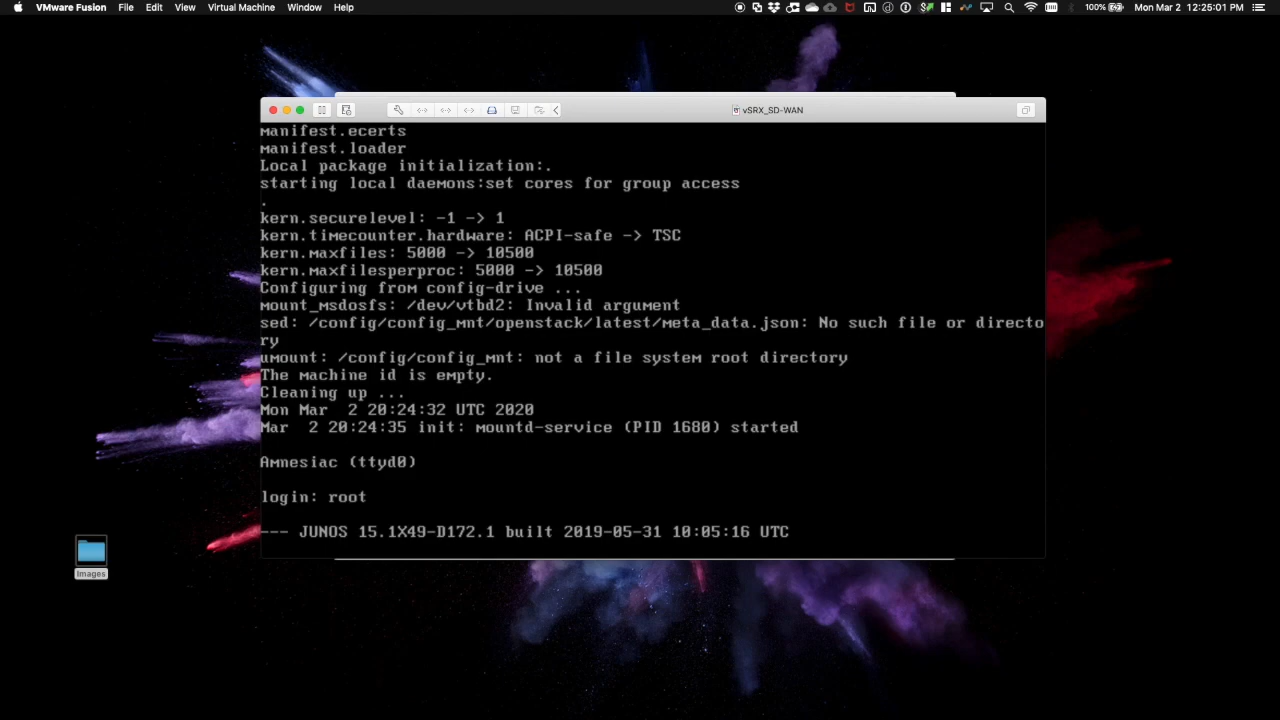 VMware Fusion File Edit View Virtual Machine Window Help 100% Mon Mar 2 12:25:01 PM
vSRX_SD-WAN
manifest.ecerts
manifest.loader
Local package initialization:.
starting local daemons:set cores for group access
.
kern.securelevel: -1 -> 1
kern.timecounter.hardware: ACPI-safe -> TSC
kern.maxfiles: 5000 -> 10500
kern.maxfilesperproc: 5000 -> 10500
Configuring from config-drive ...
mount_msdosfs: /dev/vtbd2: Invalid argument
sed: /config/config_mnt/openstack/latest/meta_data.json: No such file or directo
ry
umount: /config/config_mnt: not a file system root directory
The machine id is empty.
Cleaning up ...
Mon Mar  2 20:24:32 UTC 2020
Mar  2 20:24:35 init: mountd-service (PID 1680) started
Amnesiac (ttyd0)
login: root
--- JUNOS 15.1X49-D172.1 built 2019-05-31 10:05:16 UTC
Images